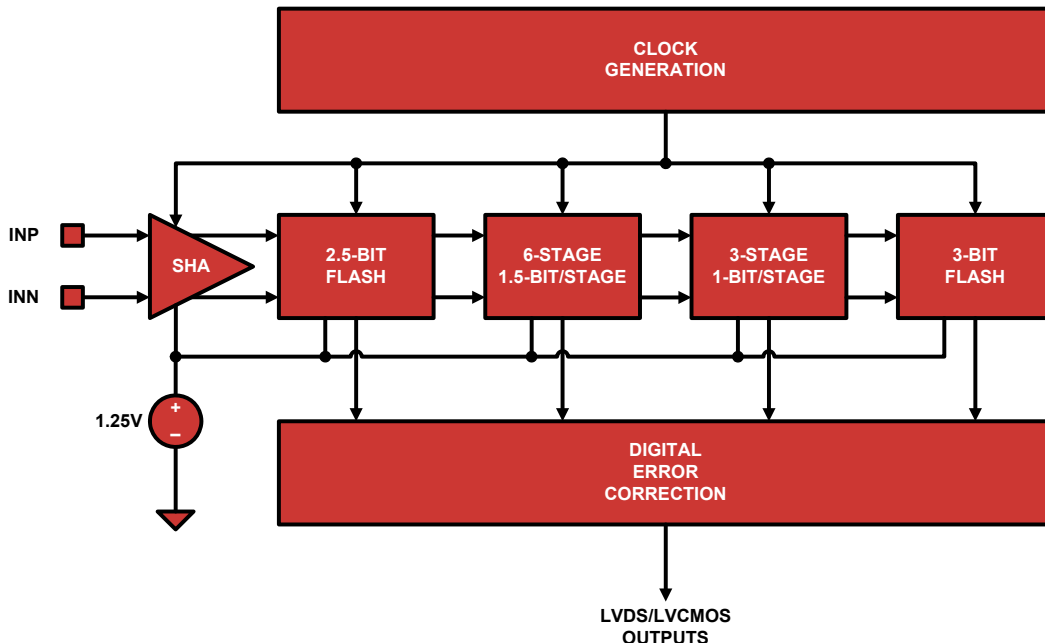 CLOCK
GENERATION
INP
INN
SHA
2.5-BIT
FLASH
6-STAGE
1.5-BIT/STAGE
3-STAGE
1-BIT/STAGE
3-BIT
FLASH
1.25V
+
–
DIGITAL
ERROR
CORRECTION
LVDS/LVCMOS
OUTPUTS